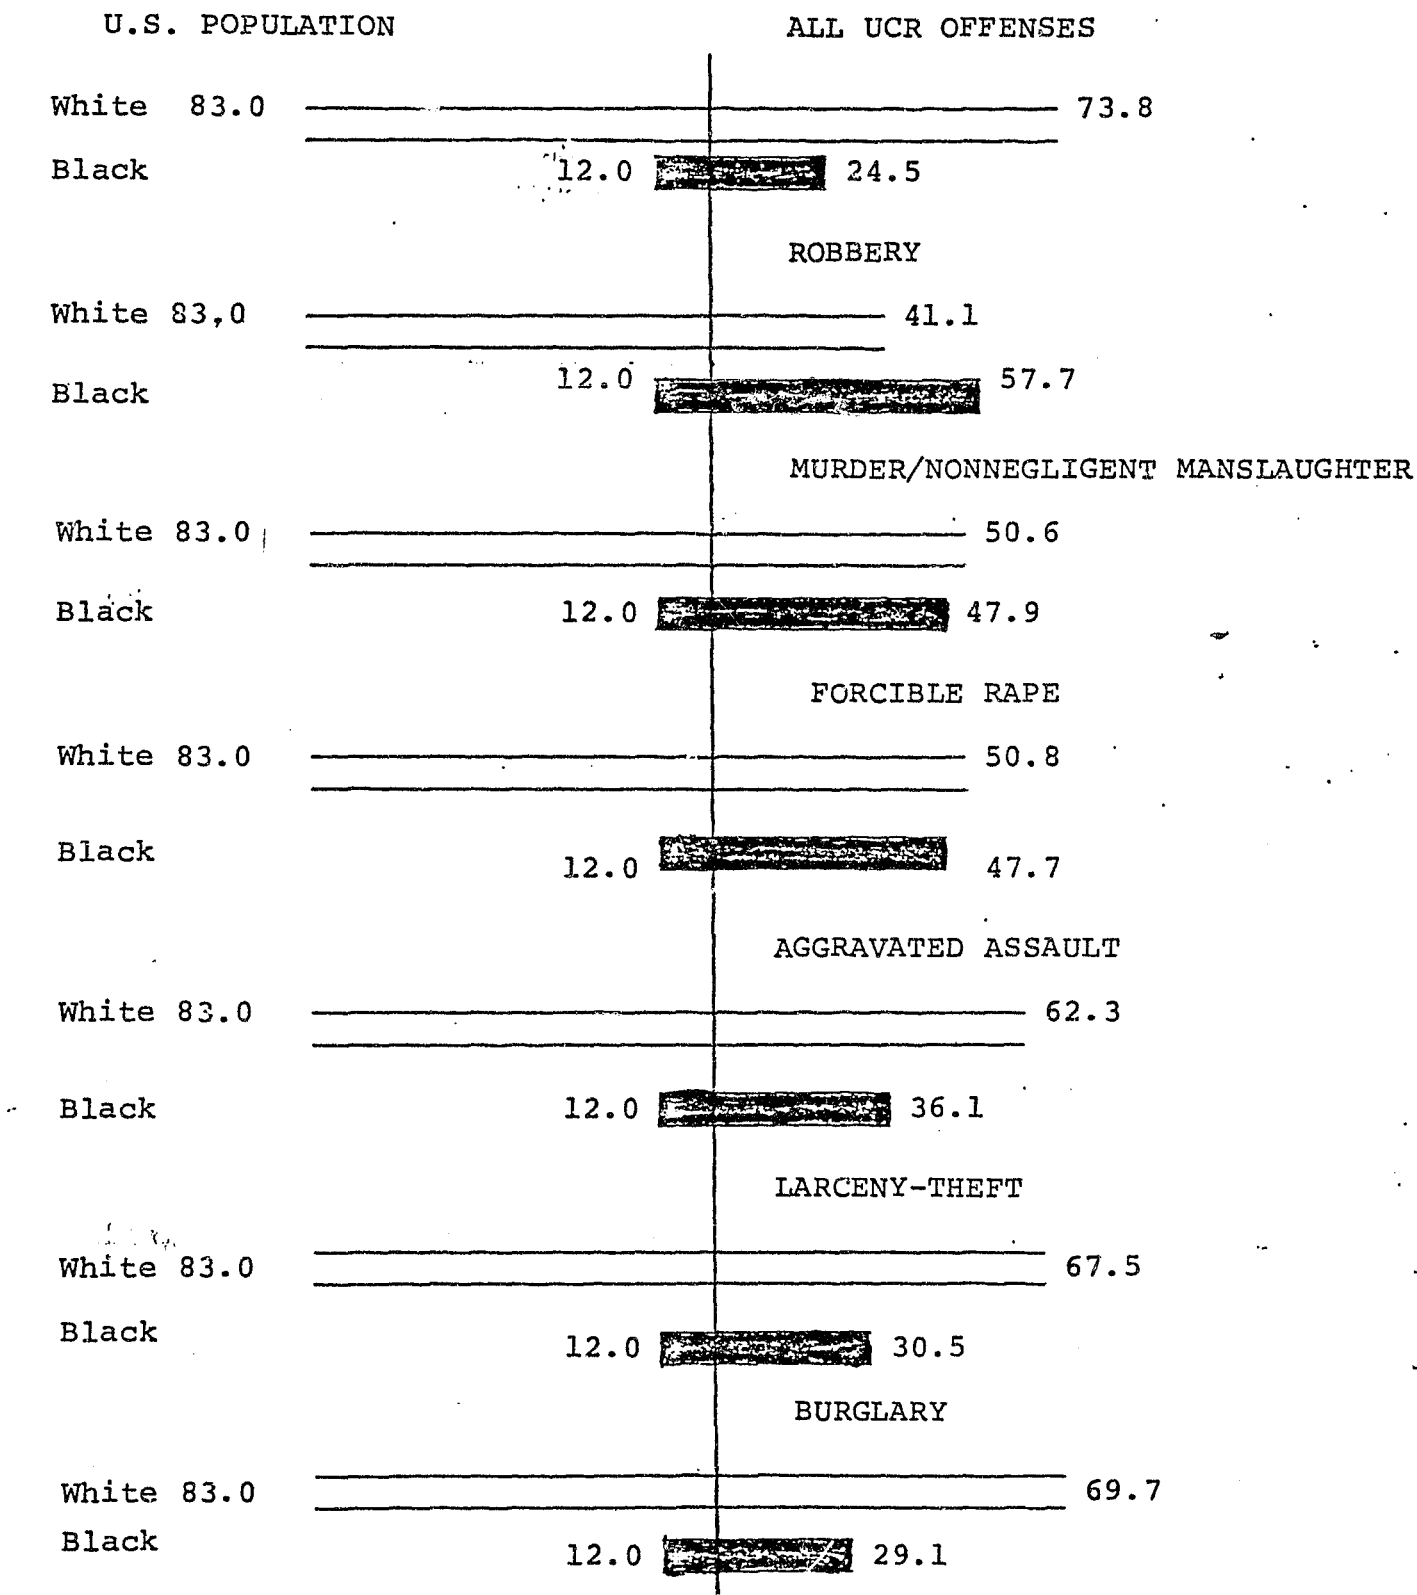 U.S. POPULATION ALL UCR OFFENSES
White 83.0 73.8
Black 12.0 24.5
ROBBERY
White 83,0 41.1
Black 12.0 57.7
MURDER/NONNEGLIGENT MANSLAUGHTER
White 83.0 50.6
Black 12.0 47.9
FORCIBLE RAPE
White 83.0 50.8
Black 12.0 47.7
AGGRAVATED ASSAULT
White 83.0 62.3
Black 12.0 36.1
LARCENY-THEFT
White 83.0 67.5
Black 12.0 30.5
BURGLARY
White 83.0 69.7
Black 12.0 29.1